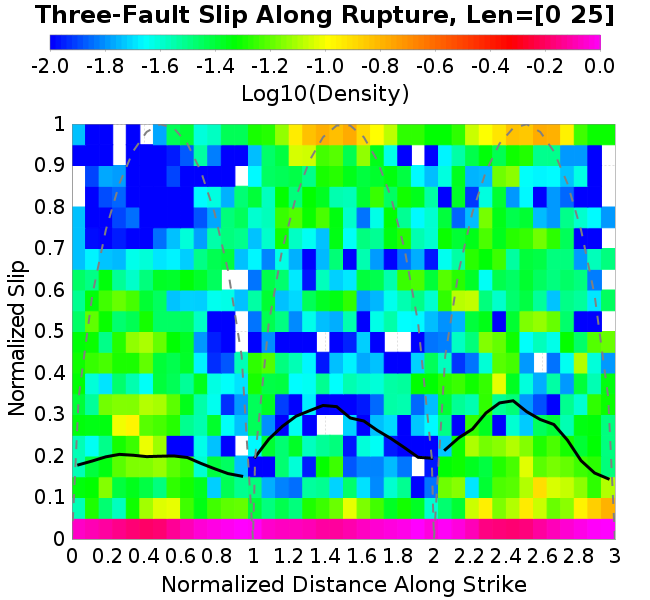 Three-Fault Slip Along Rupture, Len=[0 25]
-2.0 -1.8 -1.6 -1.4 -1.2 -1.0 -0.8 -0.6 -0.4 -0.2 0.0
Log10(Density)
1
0.9
0.8
0.7
0.6
0.5
0.4
0.3
0.2
0.1
0
Normalized Slip
0 0.2 0.4 0.6 0.8 1 1.2 1.4 1.6 1.8 2 2.2 2.4 2.6 2.8 3
Normalized Distance Along Strike